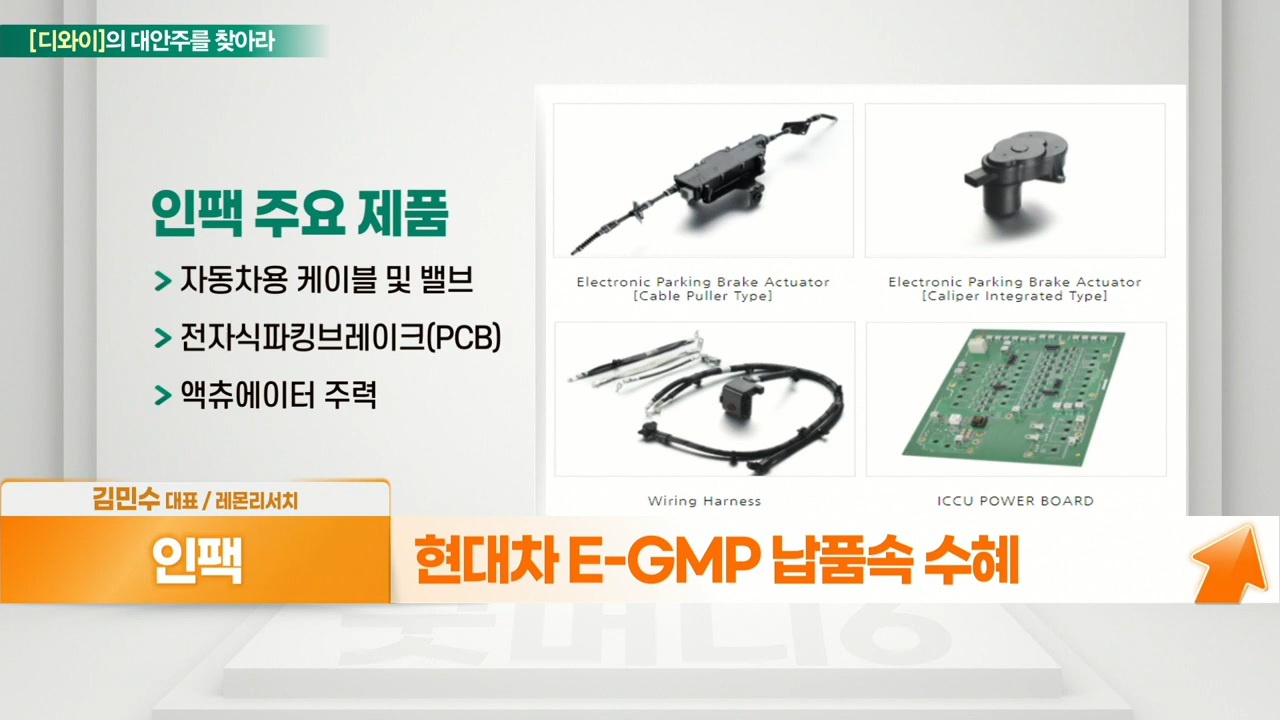 [디와이]의 대안주를 찾아라
인팩 주요 제품
자동차용 케이블 및 밸브
전자식파킹브레이크(PCB)
액츄에이터 주력
Electronic Parking Brake Actuator
[Cable Puller Type]
Electronic Parking Brake Actuator
[Caliper Integrated Type]
Wiring Harness
ICCU POWER BOARD
김민수 대표 / 레몬리서치
인팩
현대차 E-GMP 납품속 수혜
굿머니6